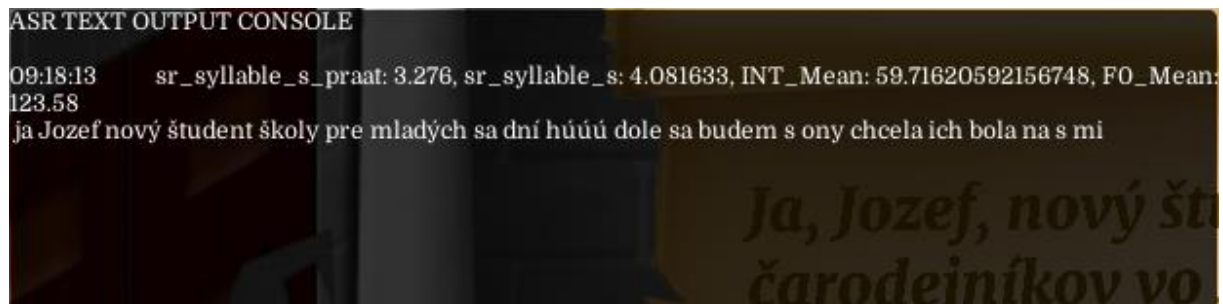 ASR TEXT OUTPUT CONSOLE
09:18:13 sr_syllable_s_praat: 3.276, sr_syllable_s: 4.081633, INT_Mean: 59.71620592156748, F0_Mean:
123.58
ja Jozef nový študent školy pre mladých sa dní húúú dole sa budem s ony chcela ich bola na s mi
Ja, Jozef, nový štu
čarodejníkov vo